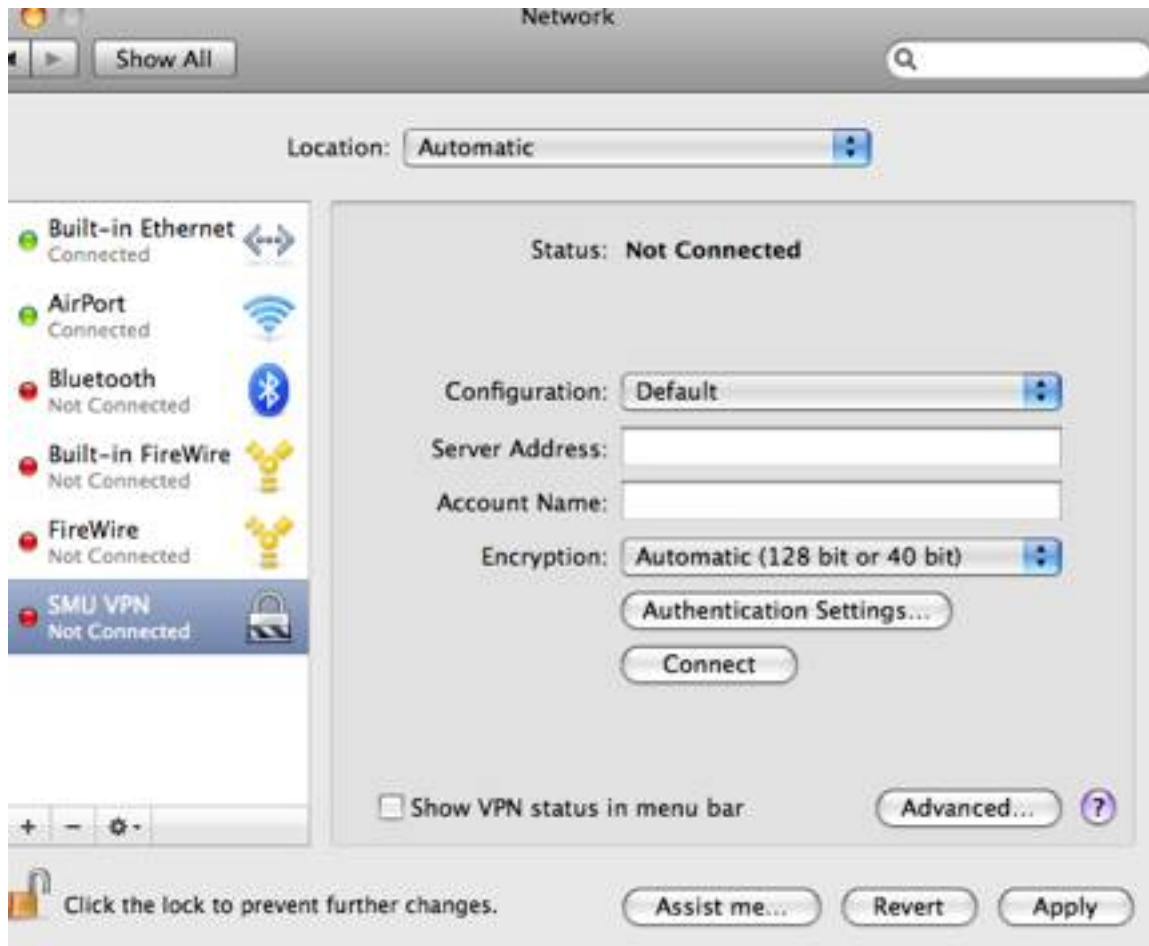 Network
Show All
Location: Automatic
Built-in Ethernet
Connected
AirPort
Connected
Bluetooth
Not Connected
Built-in FireWire
Not Connected
FireWire
Not Connected
SMU VPN
Not Connected
Status: Not Connected
Configuration: Default
Server Address:
Account Name:
Encryption: Automatic (128 bit or 40 bit)
Authentication Settings...
Connect
Show VPN status in menu bar
Advanced...
?
+ −
Click the lock to prevent further changes.
Assist me...
Revert
Apply